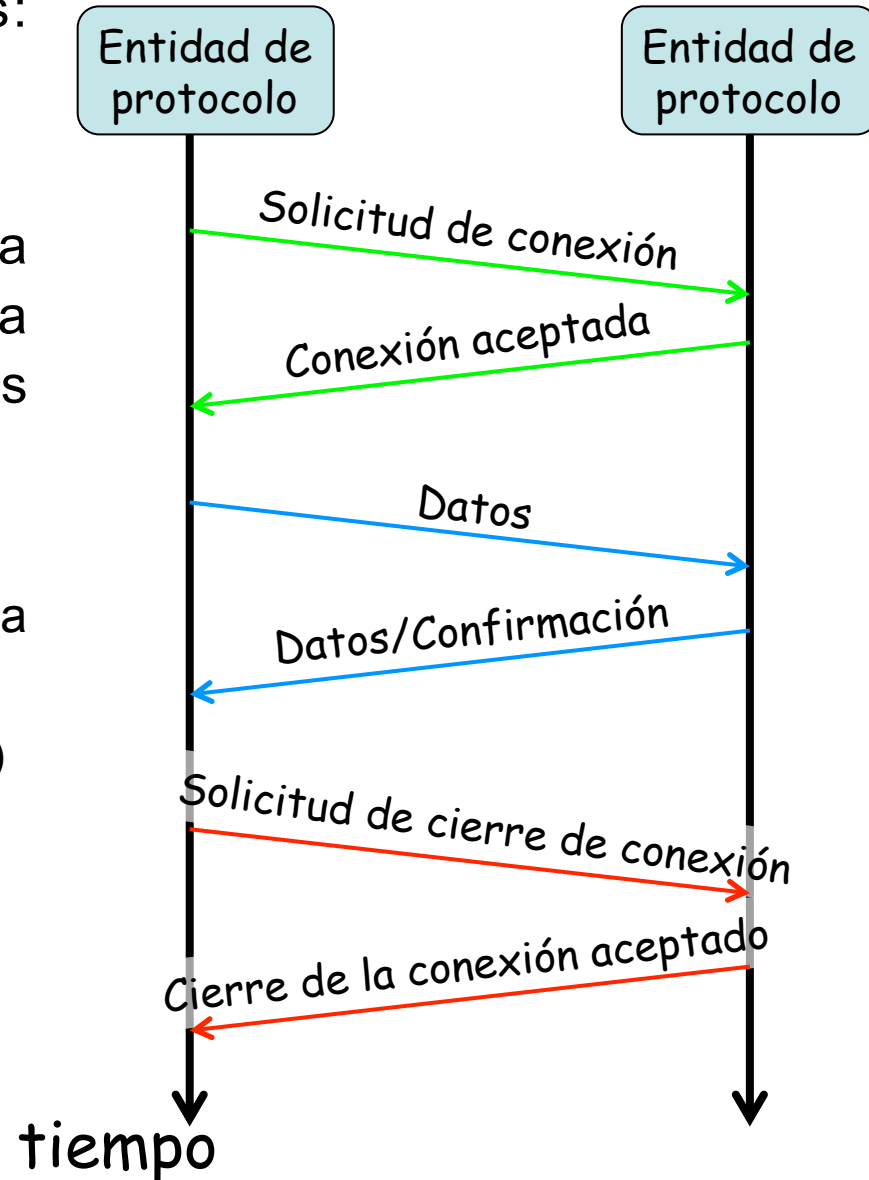 s:
Entidad de
protocolo
Entidad de
protocolo
Solicitud de conexión
a
a
Conexión aceptada
s
Datos
a
Datos/Confirmación
)
Solicitud de cierre de conexión
Cierre de la conexión aceptado
tiempo